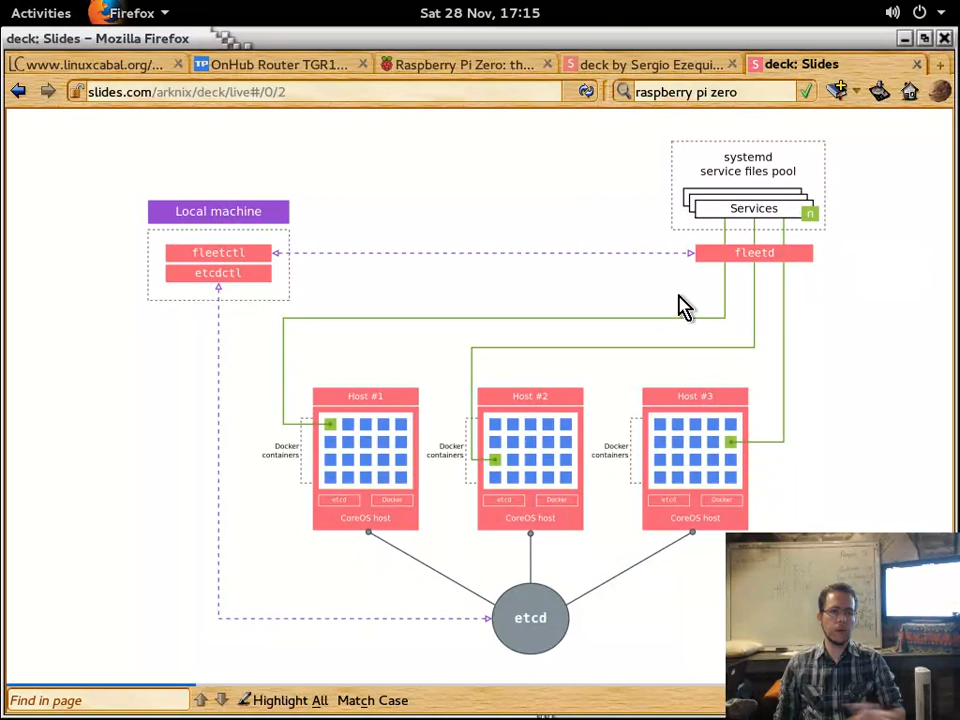 Activities
Firefox
Sat 28 Nov, 17:15
deck; Slides – Mozilla Firefox
www.linuxcabal.org/...
OnHub Router TGR1...
Raspberry Pi Zero: th...
deck by Sergio Ezequi...
deck: Slides
slides.com/arknix/deck/live#/0/2
raspberry pi zero
systemd
service files pool
Services
n
Local machine
fleetctl
etcdctl
fleetd
Host #1
Host #2
Host #3
Docker
containers
Docker
containers
Docker
containers
etcd
Docker
etcd
Docker
etcd
Docker
CoreOS host
CoreOS host
CoreOS host
etcd
Find in page
Highlight All
Match Case